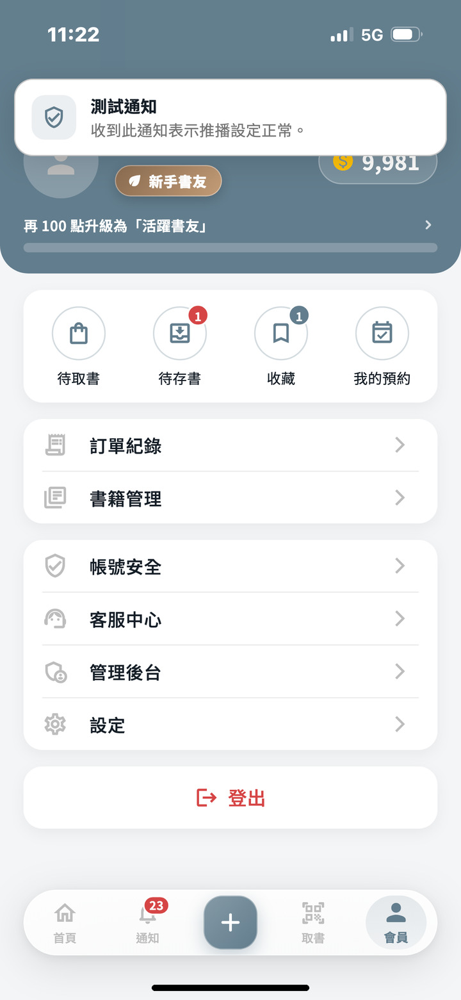 11:22
5G
測試通知
收到此通知表示推播設定正常。
9,981
新手書友
再 100 點升級為「活躍書友」
1
1
待取書
待存書
收藏
我的預約
訂單紀錄
書籍管理
帳號安全
客服中心
管理後台
設定
登出
23
首頁
通知
取書
會員